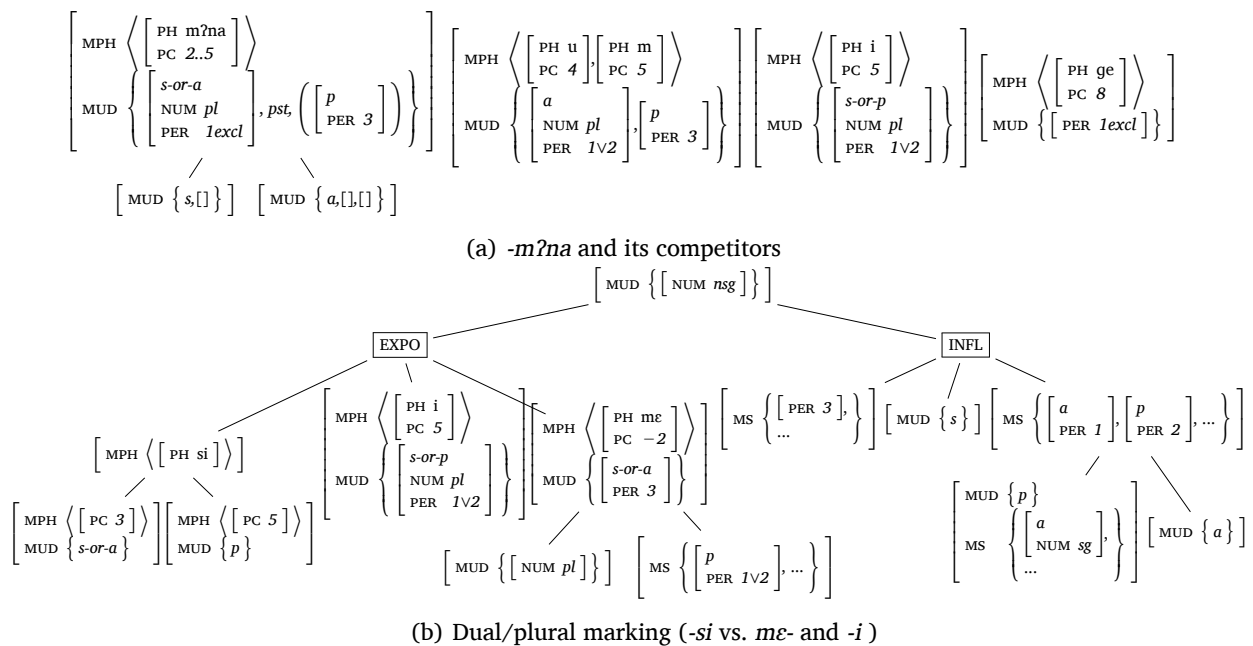 [ MPH ⟨[ PH mʔna PC 2..5 ]⟩ MUD { [ s-or-a NUM pl PER 1excl ], pst, ([ p PER 3 ]) } ]
[ MPH ⟨[ PH u PC 4 ],[ PH m PC 5 ]⟩ MUD { [ a NUM pl PER 1∨2 ],[ p PER 3 ] } ]
[ MPH ⟨[ PH i PC 5 ]⟩ MUD { [ s-or-p NUM pl PER 1∨2 ] } ]
[ MPH ⟨[ PH ge PC 8 ]⟩ MUD {[ PER 1excl ]} ]
[ MUD { s,[] } ] [ MUD { a,[],[] } ]
(a) -mʔna and its competitors
[ MUD {[ NUM nsg ]} ]
EXPO INFL
[ MPH ⟨[ PH si ]⟩ ]
[ MPH ⟨[ PH i PC 5 ]⟩ MUD { [ s-or-p NUM pl PER 1∨2 ] } ]
[ MPH ⟨[ PH mɛ PC −2 ]⟩ MUD { [ s-or-a PER 3 ] } ]
[ MS { [ PER 3 ], ... } ]
[ MUD { s } ]
[ MS { [ a PER 1 ], [ p PER 2 ], ... } ]
[ MPH ⟨[ PC 3 ]⟩ MUD { s-or-a } ]
[ MPH ⟨[ PC 5 ]⟩ MUD { p } ]
[ MUD {[ NUM pl ]} ]
[ MS { [ p PER 1∨2 ], ... } ]
[ MUD { p } MS { [ a NUM sg ], ... } ]
[ MUD { a } ]
(b) Dual/plural marking (-si vs. mɛ- and -i )